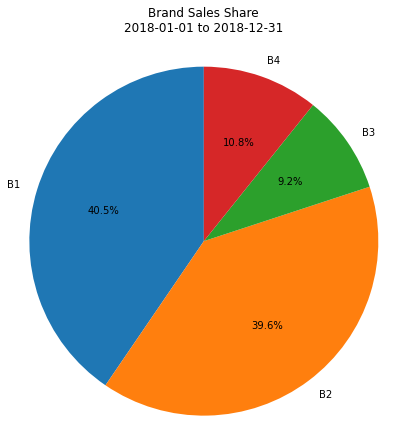 Brand Sales Share
2018-01-01 to 2018-12-31
B4
B3
10.8%
9.2%
B1
40.5%
39.6%
B2